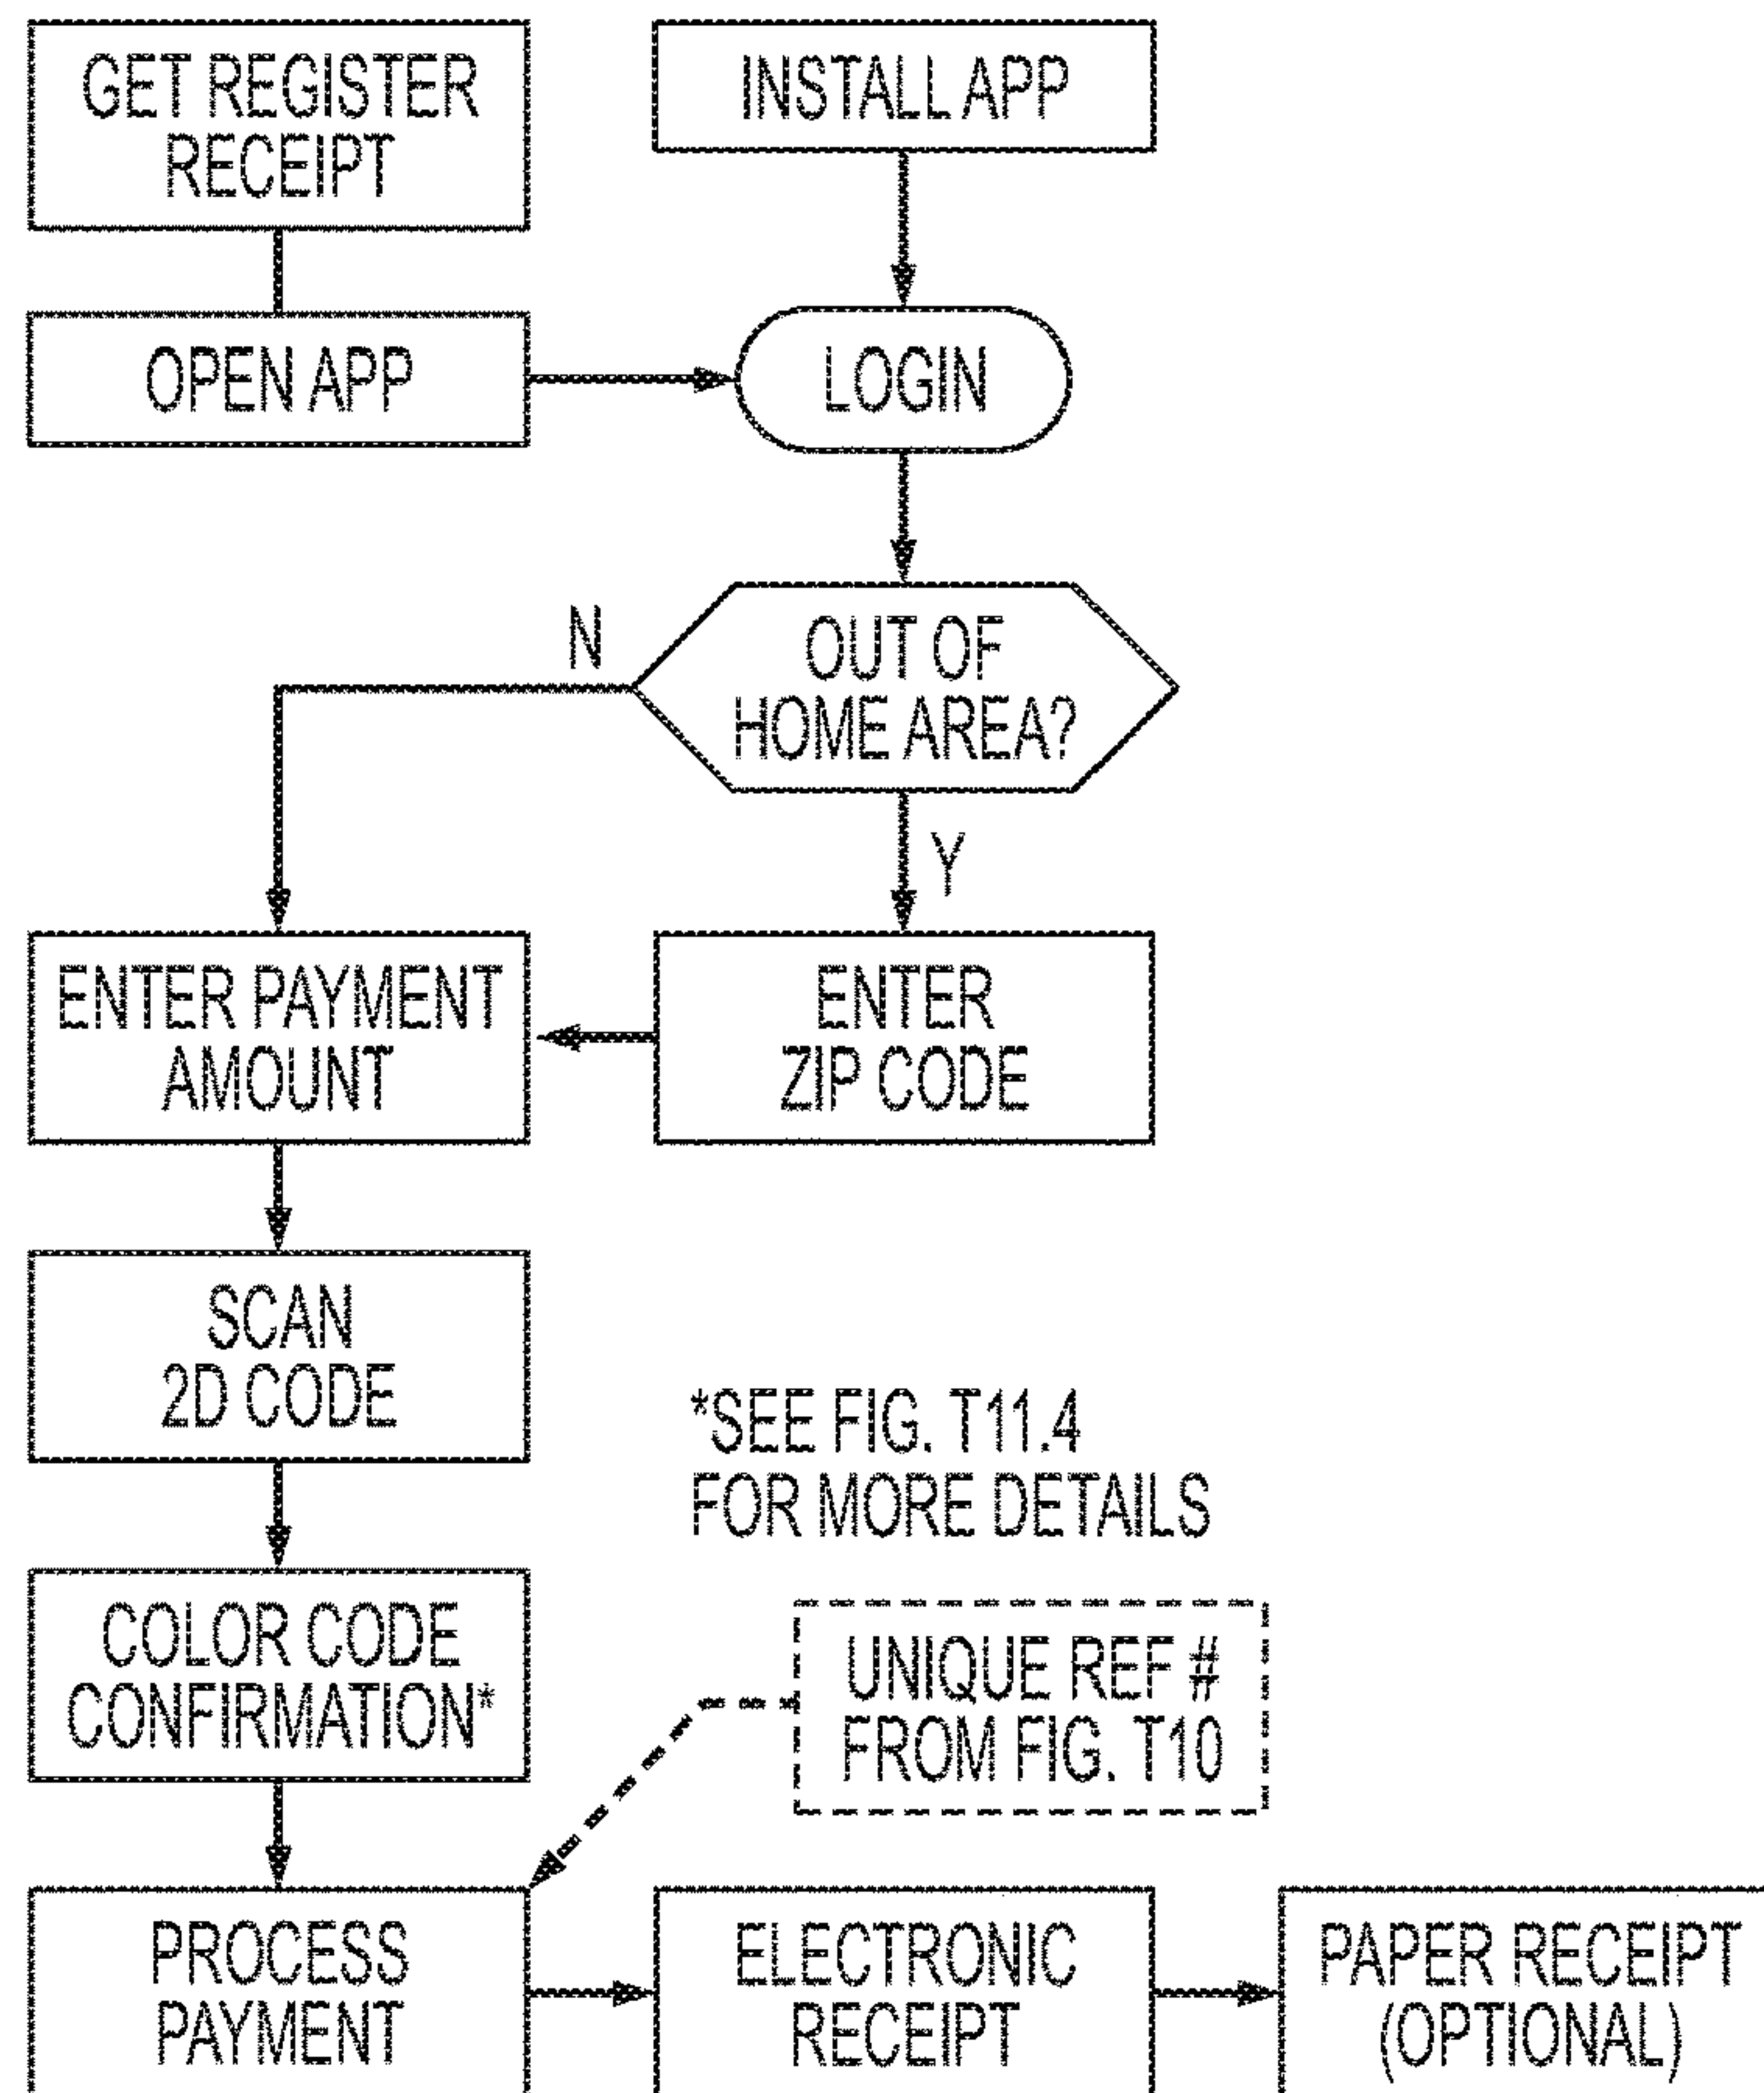 GET REGISTER
RECEIPT
INSTALL APP
OPEN APP
LOGIN
N
OUT OF
HOME AREA?
Y
ENTER PAYMENT
AMOUNT
ENTER
ZIP CODE
SCAN
2D CODE
*SEE FIG. T11.4
FOR MORE DETAILS
COLOR CODE
CONFIRMATION*
UNIQUE REF #
FROM FIG. T10
PROCESS
PAYMENT
ELECTRONIC
RECEIPT
PAPER RECEIPT
(OPTIONAL)